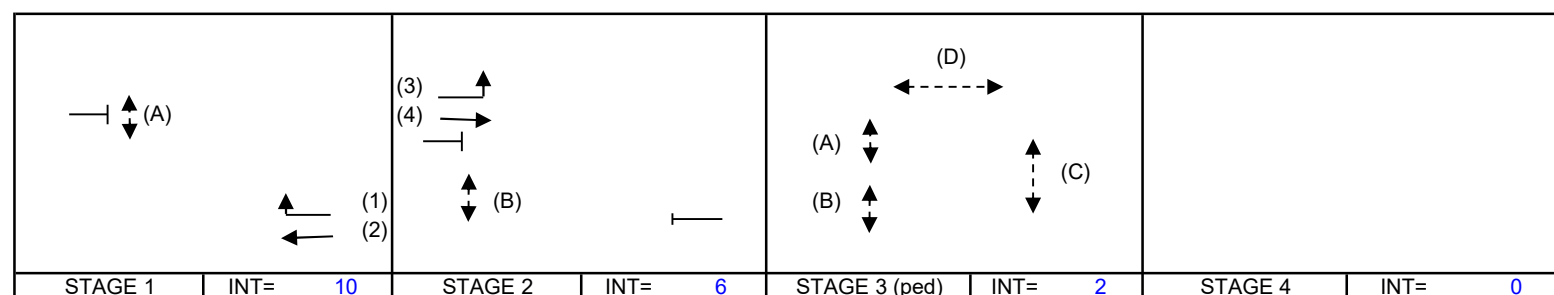 (A)
(1)
(2)
(3)
(4)
(B)
(D)
(A)
(B)
(C)
STAGE 1 INT= 10 STAGE 2 INT= 6 STAGE 3 (ped) INT= 2 STAGE 4 INT= 0